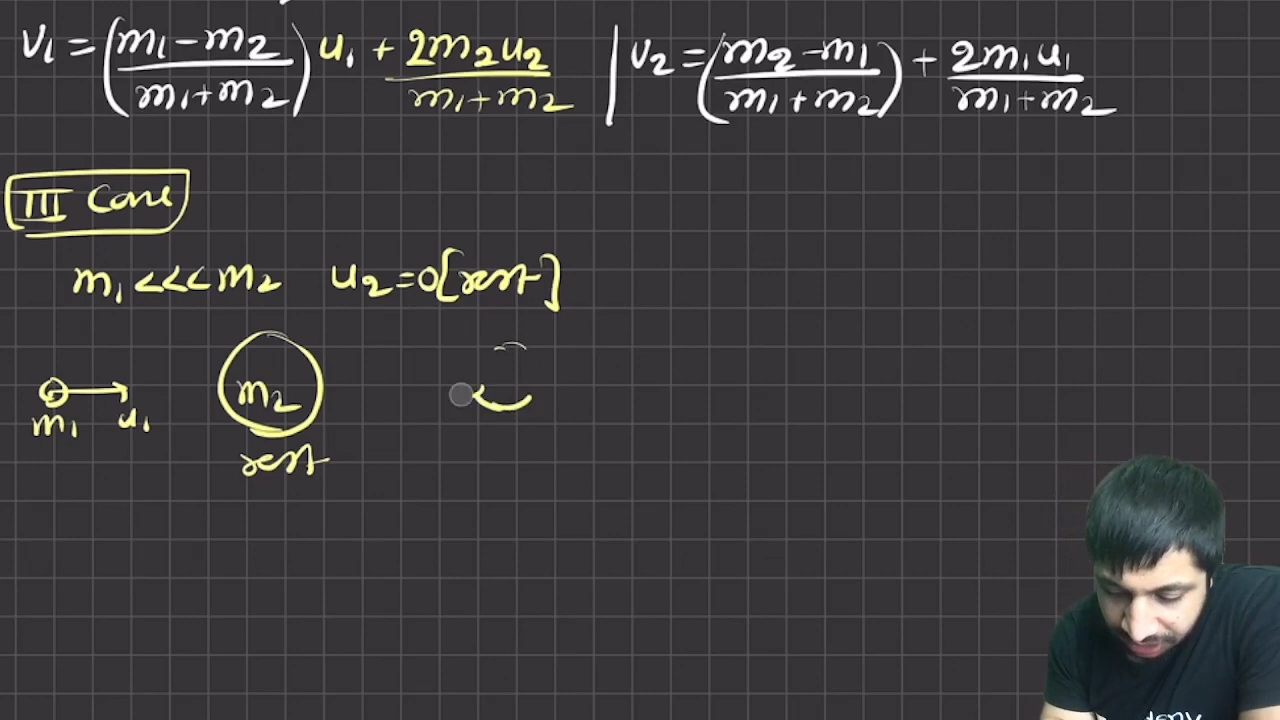 v₁ = (m₁ - m₂ / m₁ + m₂) u₁ + 2m₂u₂ / m₁ + m₂ | v₂ = (m₂ - m₁ / m₁ + m₂) + 2m₁u₁ / m₁ + m₂
III Case
m₁ <<< m₂ u₂ = 0 [rest]
m₂
m₁ u₁
rest